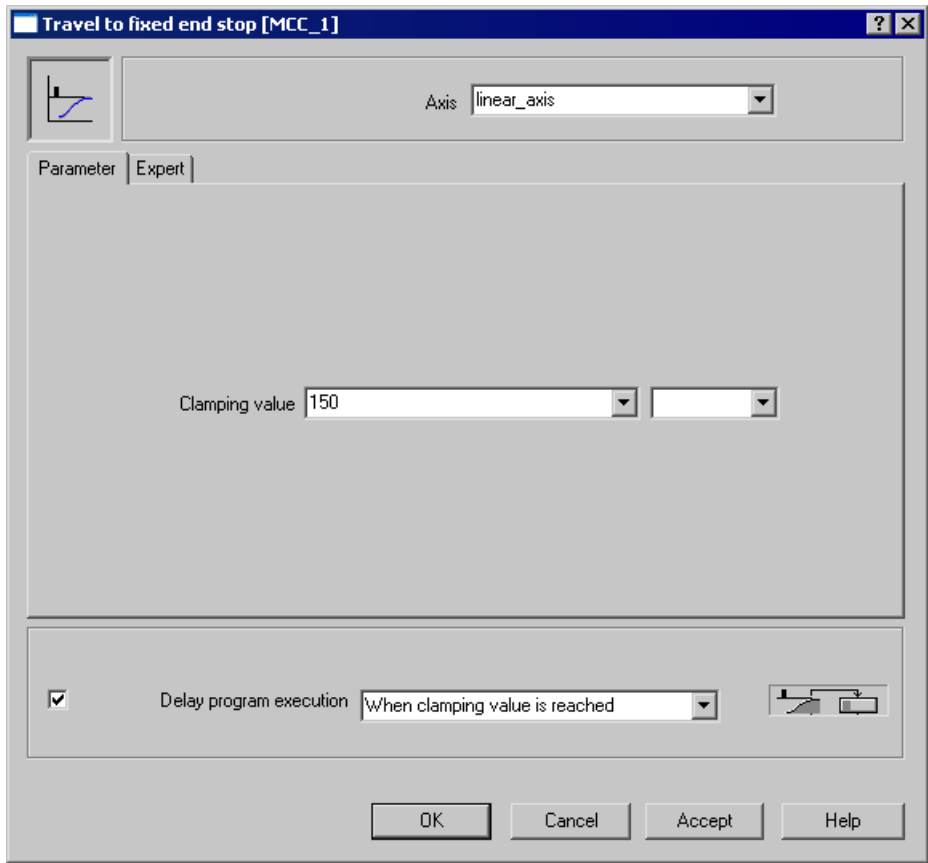 Travel to fixed end stop [MCC_1]
Axis linear_axis
Parameter Expert
Clamping value 150
Delay program execution When clamping value is reached
OK Cancel Accept Help